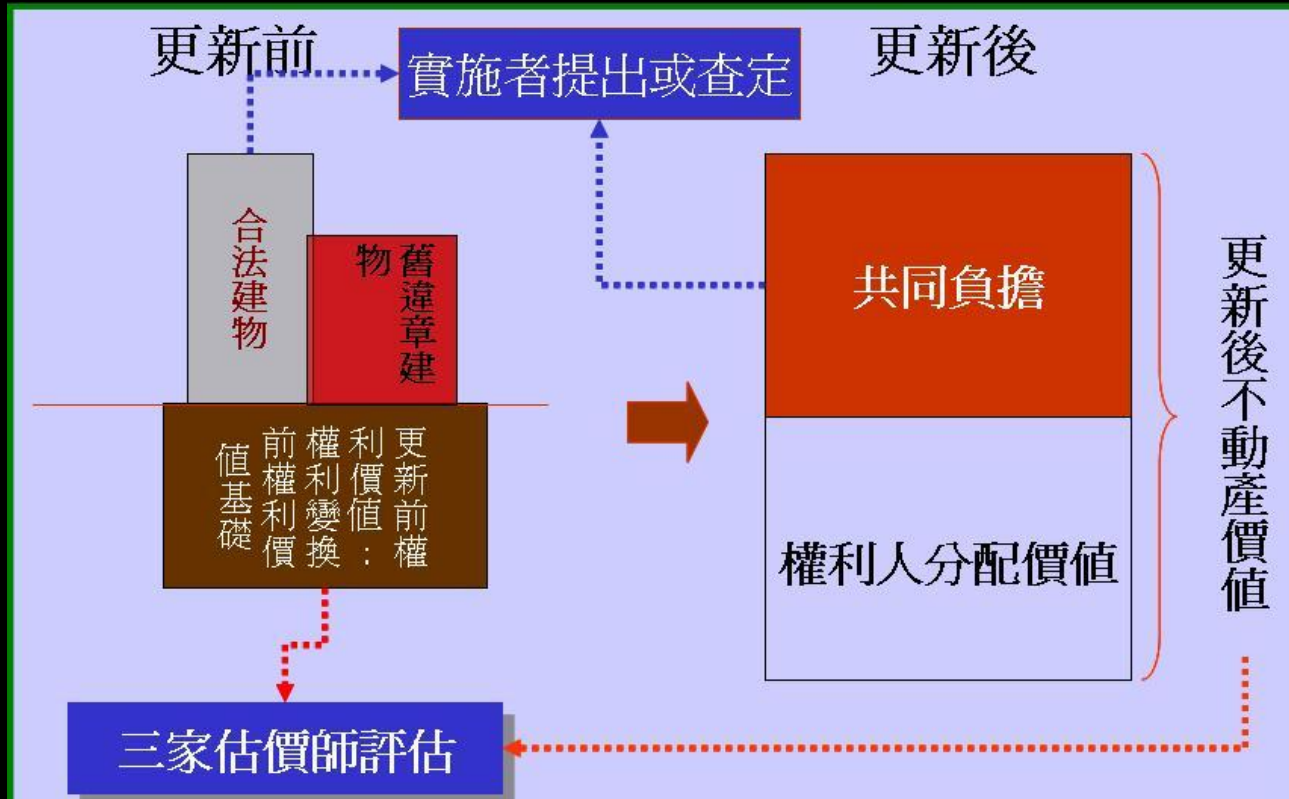 更新前
實施者提出或查定
更新後
合法建物
舊違章建
物
共同負擔
更新前權
利價值：
權利變換
前權利價
值基礎
權利人分配價值
更新後不動產價值
三家估價師評估